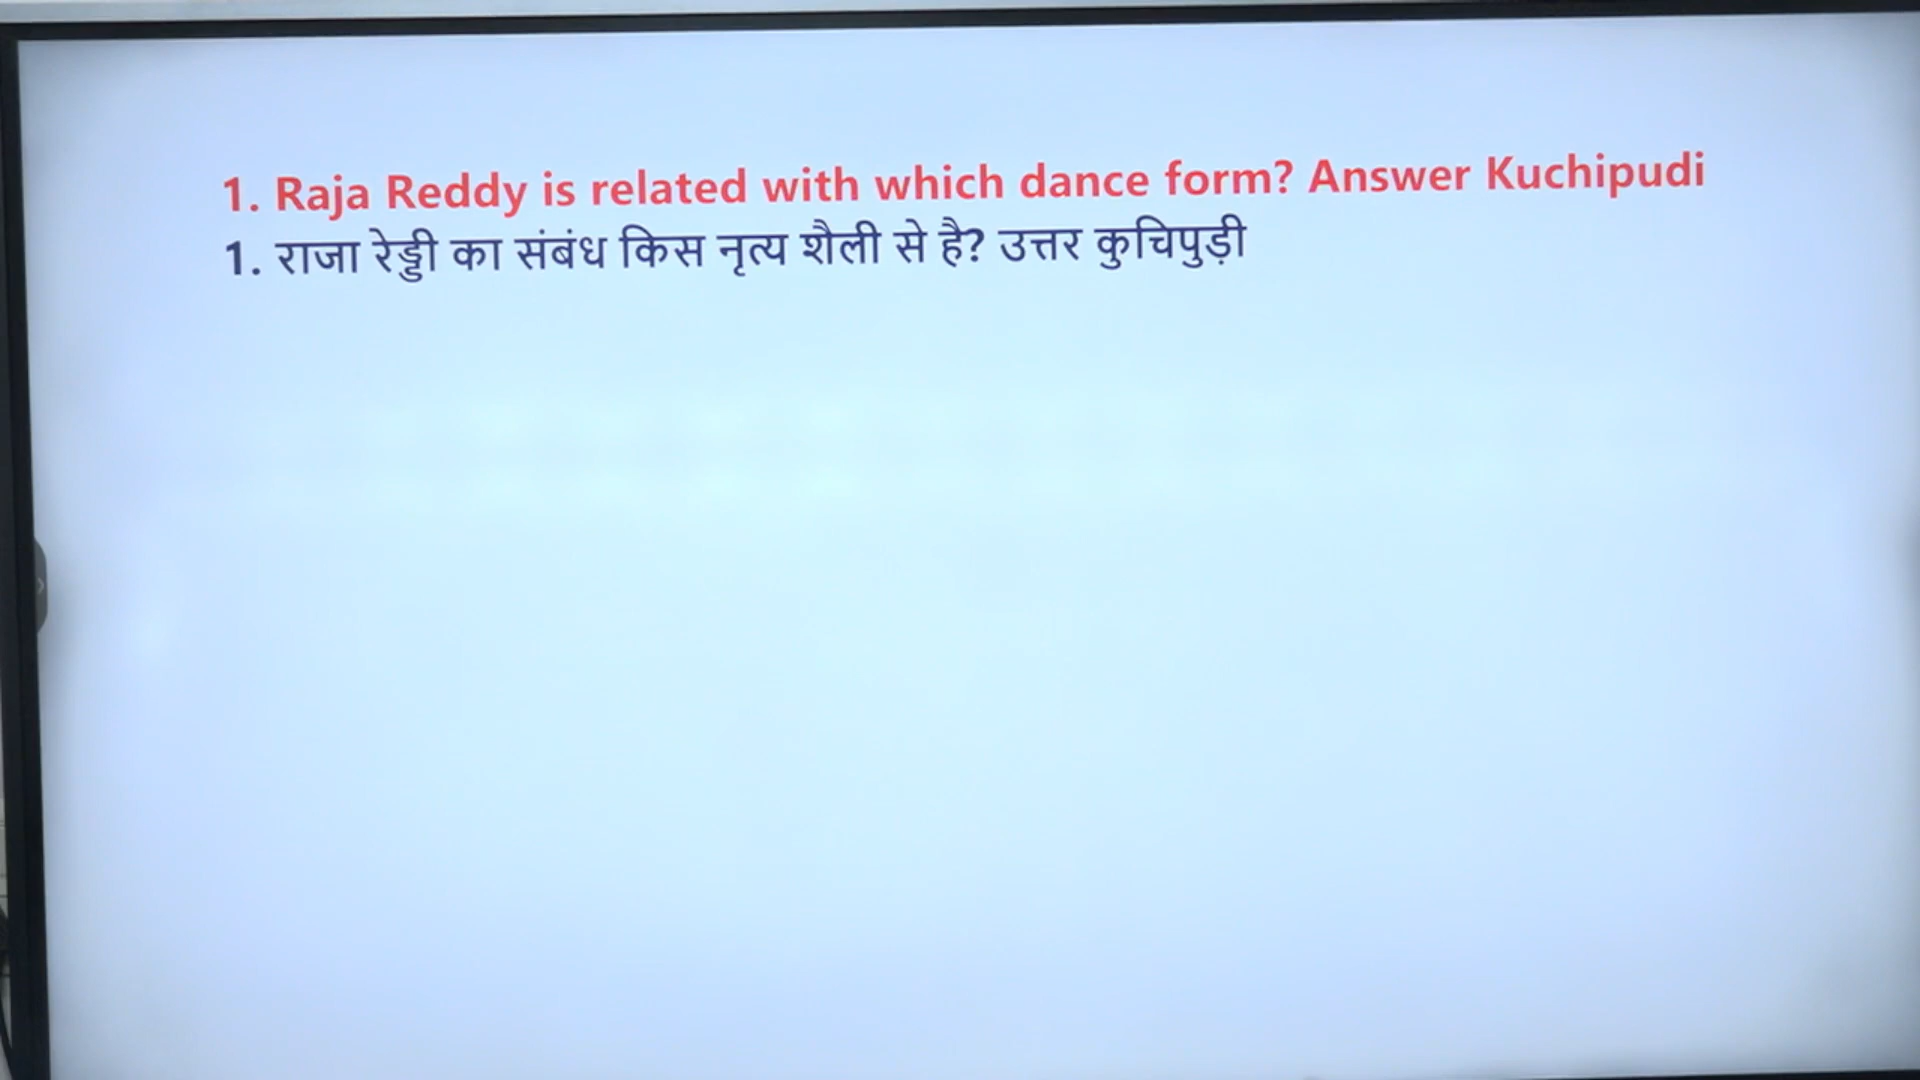 1. Raja Reddy is related with which dance form? Answer Kuchipudi
1. राजा रेड्डी का संबंध किस नृत्य शैली से है? उत्तर कुचिपुड़ी